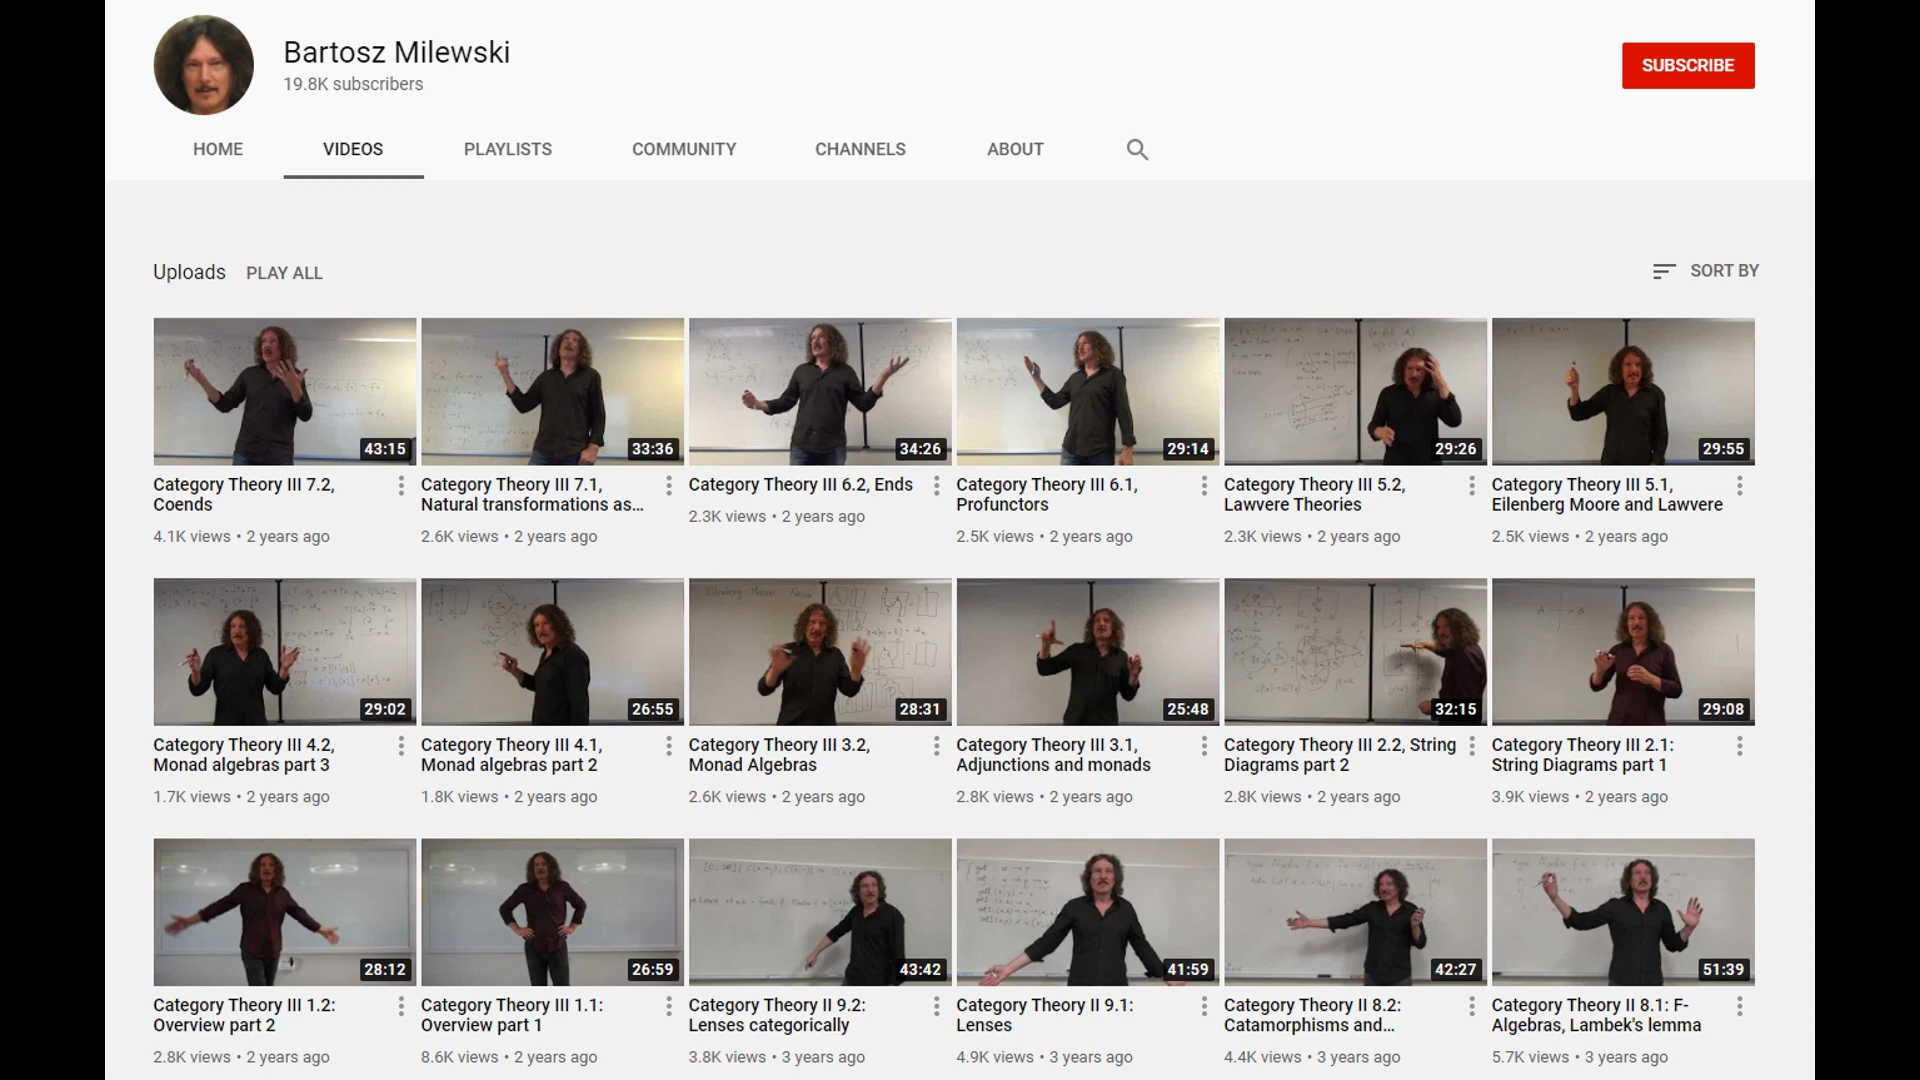 Bartosz Milewski
19.8K subscribers
SUBSCRIBE
HOME VIDEOS PLAYLISTS COMMUNITY CHANNELS ABOUT
Uploads PLAY ALL SORT BY
43:15
Category Theory III 7.2,
Coends
4.1K views • 2 years ago
33:36
Category Theory III 7.1,
Natural transformations as...
2.6K views • 2 years ago
34:26
Category Theory III 6.2, Ends
2.3K views • 2 years ago
29:14
Category Theory III 6.1,
Profunctors
2.5K views • 2 years ago
29:26
Category Theory III 5.2,
Lawvere Theories
2.3K views • 2 years ago
29:55
Category Theory III 5.1,
Eilenberg Moore and Lawvere
2.5K views • 2 years ago
29:02
Category Theory III 4.2,
Monad algebras part 3
1.7K views • 2 years ago
26:55
Category Theory III 4.1,
Monad algebras part 2
1.8K views • 2 years ago
28:31
Category Theory III 3.2,
Monad Algebras
2.6K views • 2 years ago
25:48
Category Theory III 3.1,
Adjunctions and monads
2.8K views • 2 years ago
32:15
Category Theory III 2.2, String
Diagrams part 2
2.8K views • 2 years ago
29:08
Category Theory III 2.1:
String Diagrams part 1
3.9K views • 2 years ago
28:12
Category Theory III 1.2:
Overview part 2
2.8K views • 2 years ago
26:59
Category Theory III 1.1:
Overview part 1
8.6K views • 2 years ago
43:42
Category Theory II 9.2:
Lenses categorically
3.8K views • 3 years ago
41:59
Category Theory II 9.1:
Lenses
4.9K views • 3 years ago
42:27
Category Theory II 8.2:
Catamorphisms and...
4.4K views • 3 years ago
51:39
Category Theory II 8.1: F-
Algebras, Lambek's lemma
5.7K views • 3 years ago